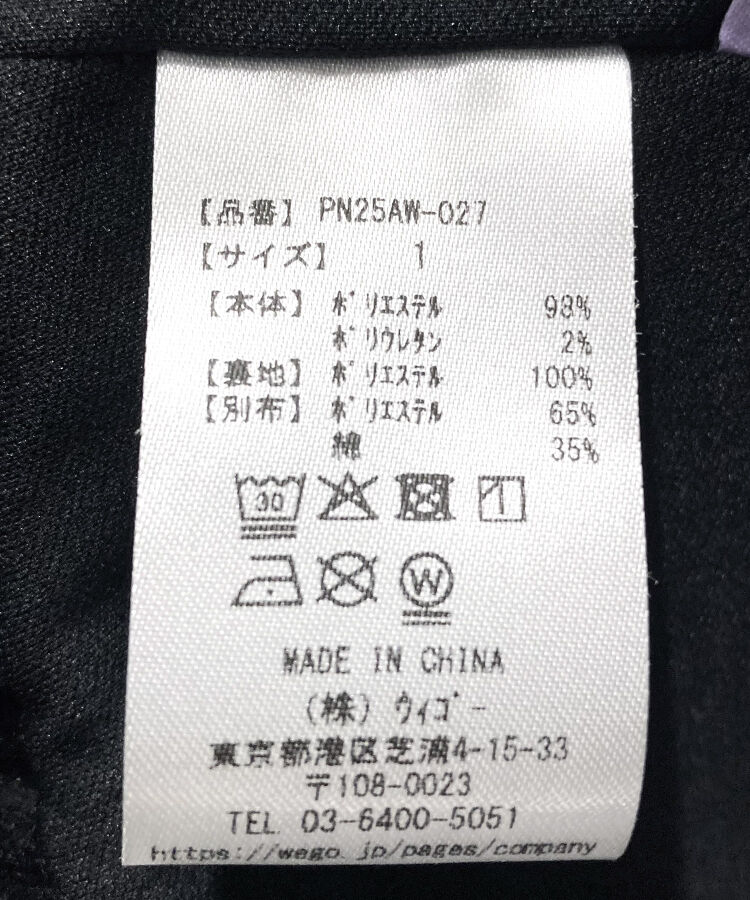 【品番】 PN25AW-027
【サイズ】 1
【本体】 ポリエステル 98%
ポリウレタン 2%
【裏地】 ポリエステル 100%
【別布】 ポリエステル 65%
綿 35%
30
W
MADE IN CHINA
(株) ウィゴー
東京都港区芝浦4-15-33
〒108-0023
TEL. 03-6400-5051
https://wego.jp/pages/company